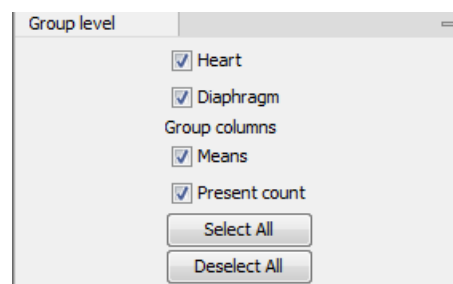 Group level
Heart
Diaphragm
Group columns
Means
Present count
Select All
Deselect All